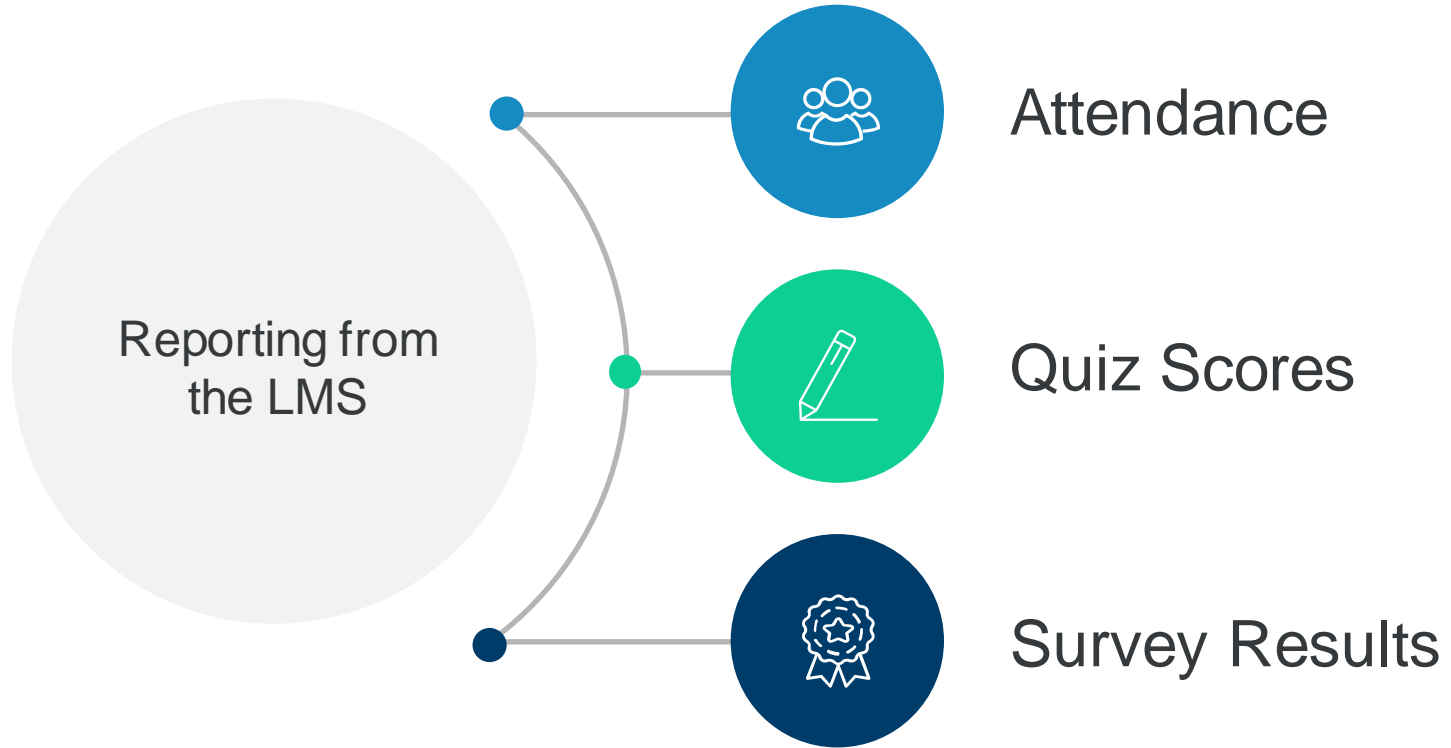 Reporting from
the LMS
Attendance
Quiz Scores
Survey Results